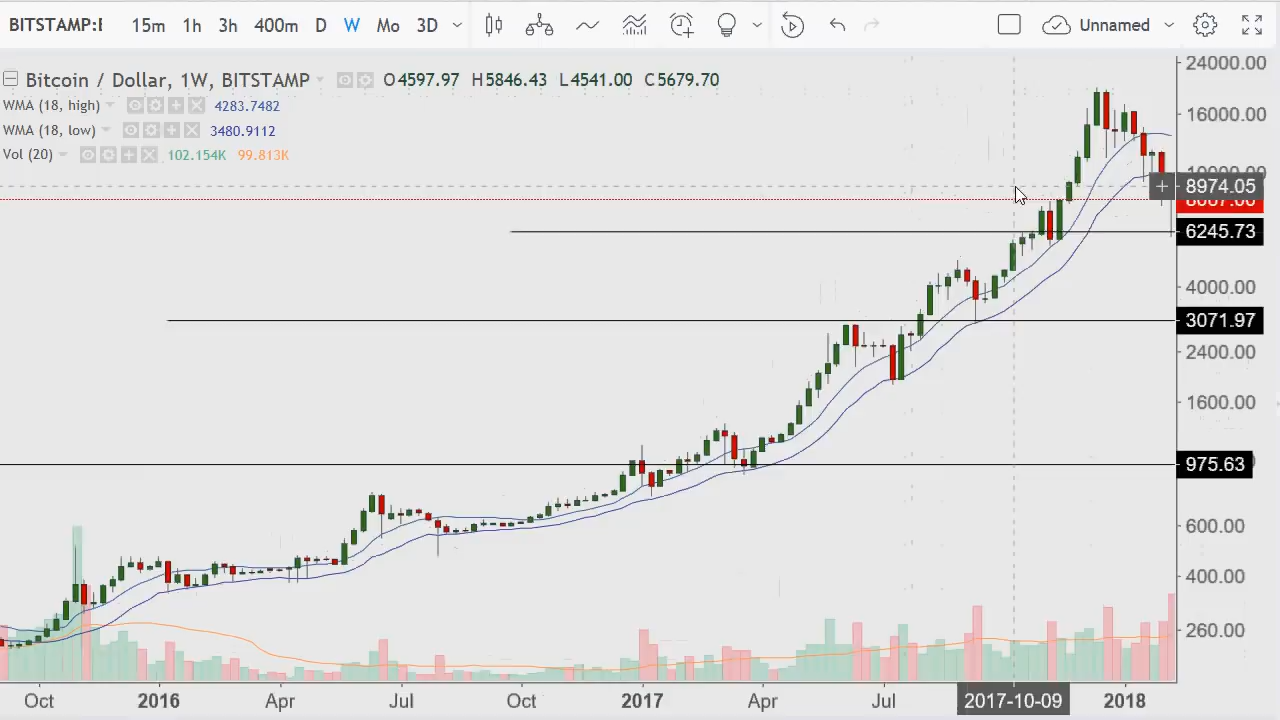 BITSTAMP:E 15m 1h 3h 400m D W Mo 3D Unnamed
Bitcoin / Dollar, 1W, BITSTAMP O4597.97 H5846.43 L4541.00 C5679.70
WMA (18, high) 4283.7482
WMA (18, low) 3480.9112
Vol (20) 102.154K 99.813K
24000.00
16000.00
8974.05
6245.73
4000.00
3071.97
2400.00
1600.00
975.63
600.00
400.00
260.00
Oct 2016 Apr Jul Oct 2017 Apr Jul 2017-10-09 2018